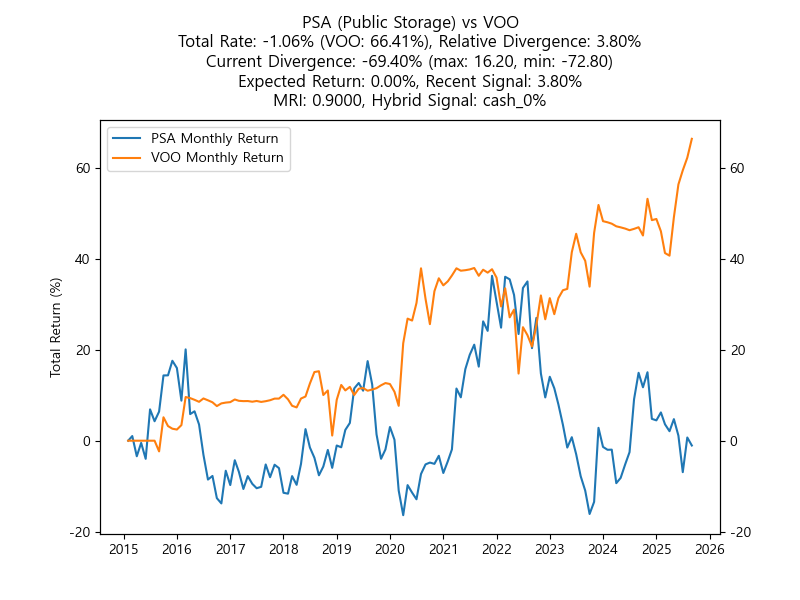 PSA (Public Storage) vs VOO
Total Rate: -1.06% (VOO: 66.41%), Relative Divergence: 3.80%
Current Divergence: -69.40% (max: 16.20, min: -72.80)
Expected Return: 0.00%, Recent Signal: 3.80%
MRI: 0.9000, Hybrid Signal: cash_0%
PSA Monthly Return
VOO Monthly Return
Total Return (%)
60
40
20
0
-20
60
40
20
0
-20
2015 2016 2017 2018 2019 2020 2021 2022 2023 2024 2025 2026